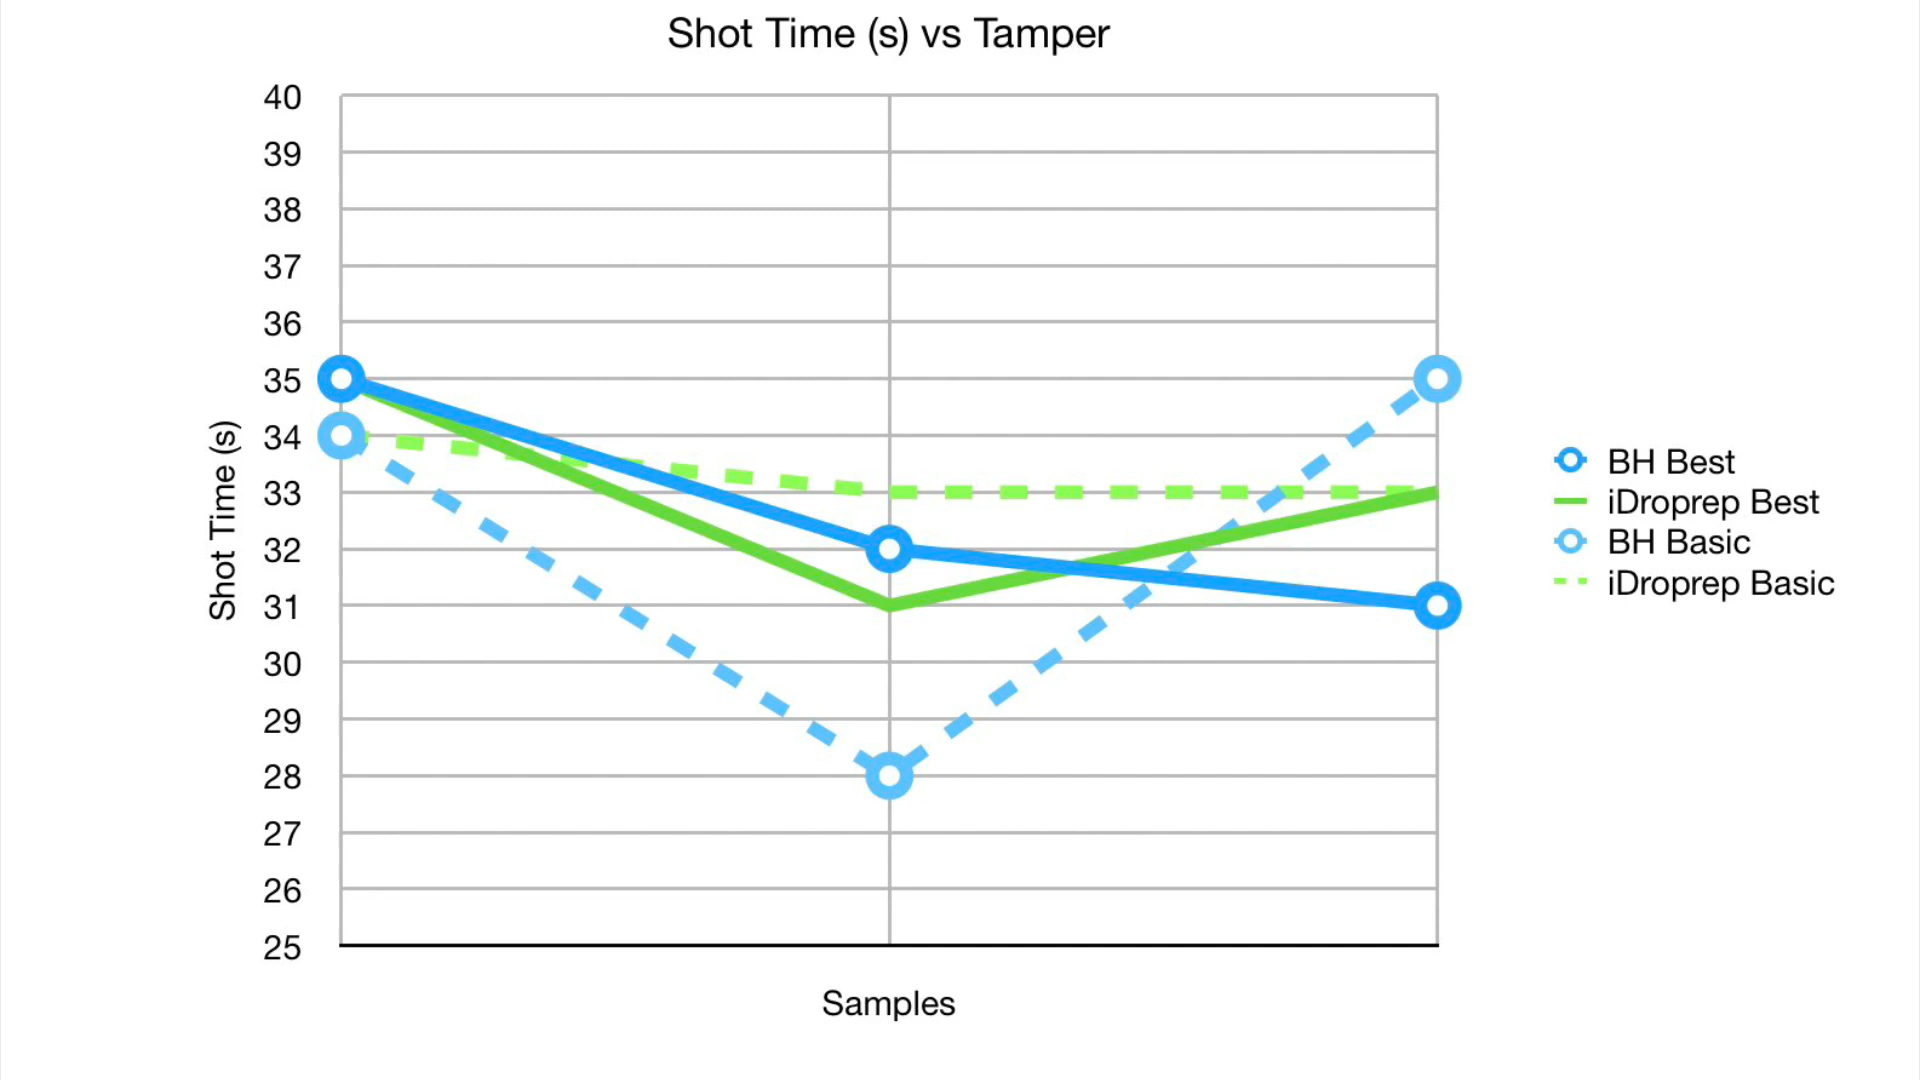 Shot Time (s) vs Tamper
40
39
38
37
36
35
34
33
32
31
30
29
28
27
26
25
Shot Time (s)
Samples
BH Best
iDroprep Best
BH Basic
iDroprep Basic